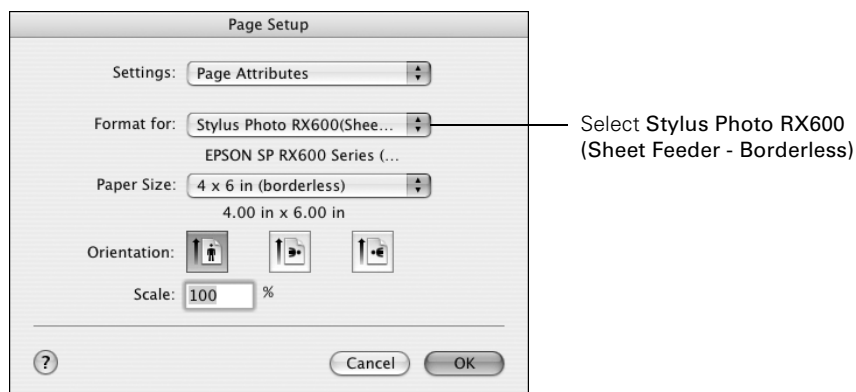 Page Setup
Settings: Page Attributes
Format for: Stylus Photo RX600(Shee...
EPSON SP RX600 Series (...
Paper Size: 4 x 6 in (borderless)
4.00 in x 6.00 in
Orientation:
Scale: 100 %
? Cancel OK
Select Stylus Photo RX600
(Sheet Feeder - Borderless)